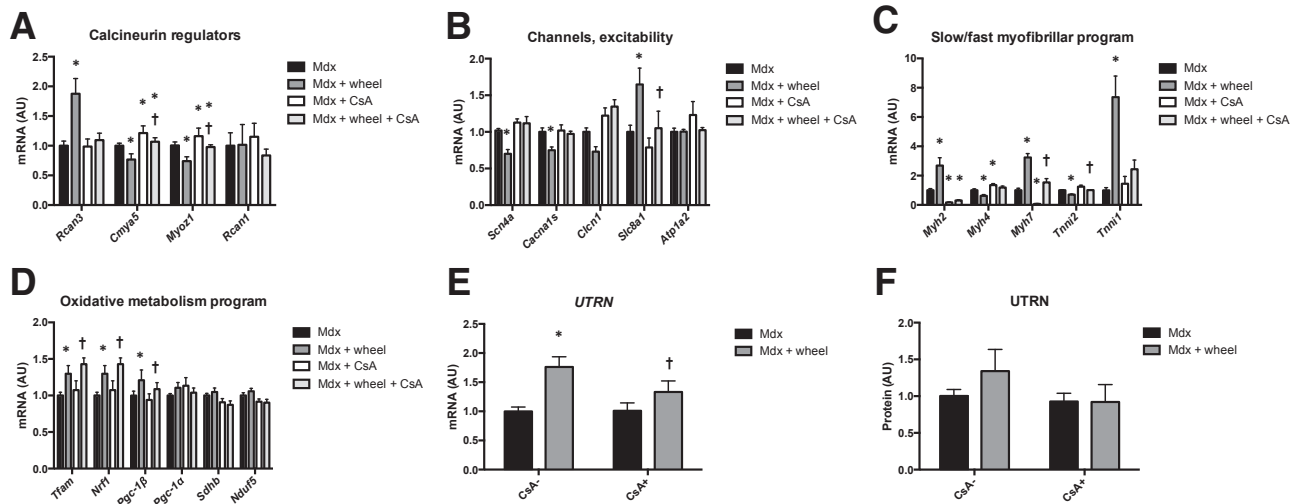 A
Calcineurin regulators
mRNA (AU)
2.5
2.0
1.5
1.0
0.5
0.0
* * * * * * * * †  †
Rcan3 Cmya5 Myoz1 Rcan1
Mdx
Mdx + wheel
Mdx + CsA
Mdx + wheel + CsA
B
Channels, excitability
mRNA (AU)
2.0
1.5
1.0
0.5
0.0
* * * †
Scn4a Cacna1s Clcn1 Slc8a1 Atp1a2
Mdx
Mdx + wheel
Mdx + CsA
Mdx + wheel + CsA
C
Slow/fast myofibrillar program
mRNA (AU)
10
8
6
4
2
0
* * * * * * * † * † *
Myh2 Myh4 Myh7 Tnni2 Tnni1
Mdx
Mdx + wheel
Mdx + CsA
Mdx + wheel + CsA
D
Oxidative metabolism program
mRNA (AU)
2.0
1.5
1.0
0.5
0.0
* † * † * †
Tfam Nrf1 Pgc-1β Pgc-1α Sdhb Nduf5
Mdx
Mdx + wheel
Mdx + CsA
Mdx + wheel + CsA
E
UTRN
mRNA (AU)
2.5
2.0
1.5
1.0
0.5
0.0
* †
CsA- CsA+
Mdx
Mdx + wheel
F
UTRN
Protein (AU)
2.0
1.5
1.0
0.5
0.0
CsA- CsA+
Mdx
Mdx + wheel